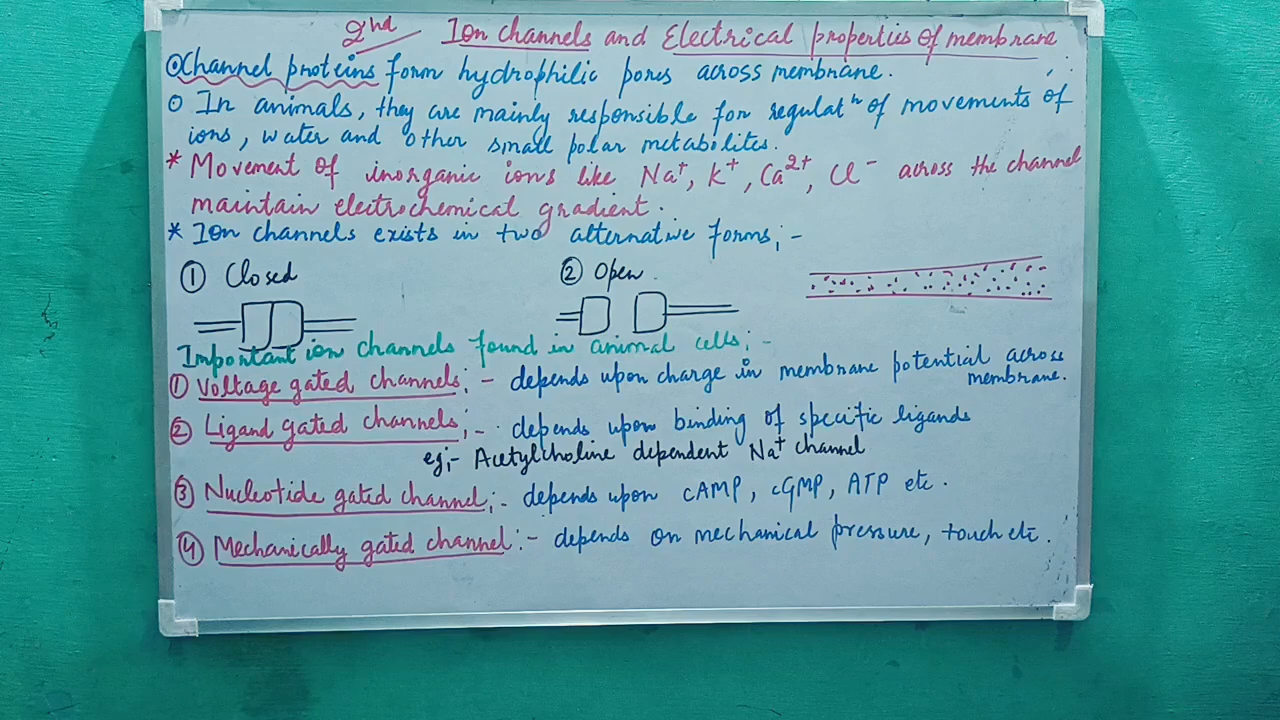 2nd Ion channels and Electrical properties of membrane
Channel proteins form hydrophilic pores across membrane.
In animals, they are mainly responsible for regulatn of movements of
ions, water and other small polar metabolites.
* Movement of inorganic ions like Na+, K+, Ca2+, Cl- across the channel
maintain electrochemical gradient.
* Ion channels exists in two alternative forms;-
① Closed ② Open.
Important ion channels found in animal cells;-
① Voltage gated channels;- depends upon charge in membrane potential across
membrane.
② Ligand gated channels;- depends upon binding of specific ligands
eg;- Acetylcholine dependent Na+ channel
③ Nucleotide gated channel;- depends upon cAMP, cGMP, ATP etc.
④ Mechanically gated channel:- depends on mechanical pressure, touch etc.